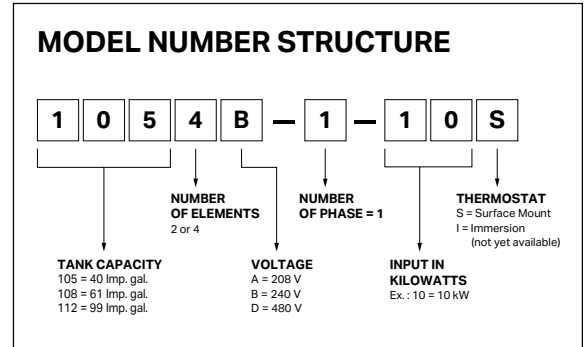 MODEL NUMBER STRUCTURE
1 0 5 4 B – 1 – 1 0 S
NUMBER
OF ELEMENTS
2 or 4
NUMBER
OF PHASE = 1
THERMOSTAT
S = Surface Mount
I = Immersion
(not yet available)
TANK CAPACITY
105 = 40 Imp. gal.
108 = 61 Imp. gal.
112 = 99 Imp. gal.
VOLTAGE
A = 208 V
B = 240 V
D = 480 V
INPUT IN
KILOWATTS
Ex. : 10 = 10 kW